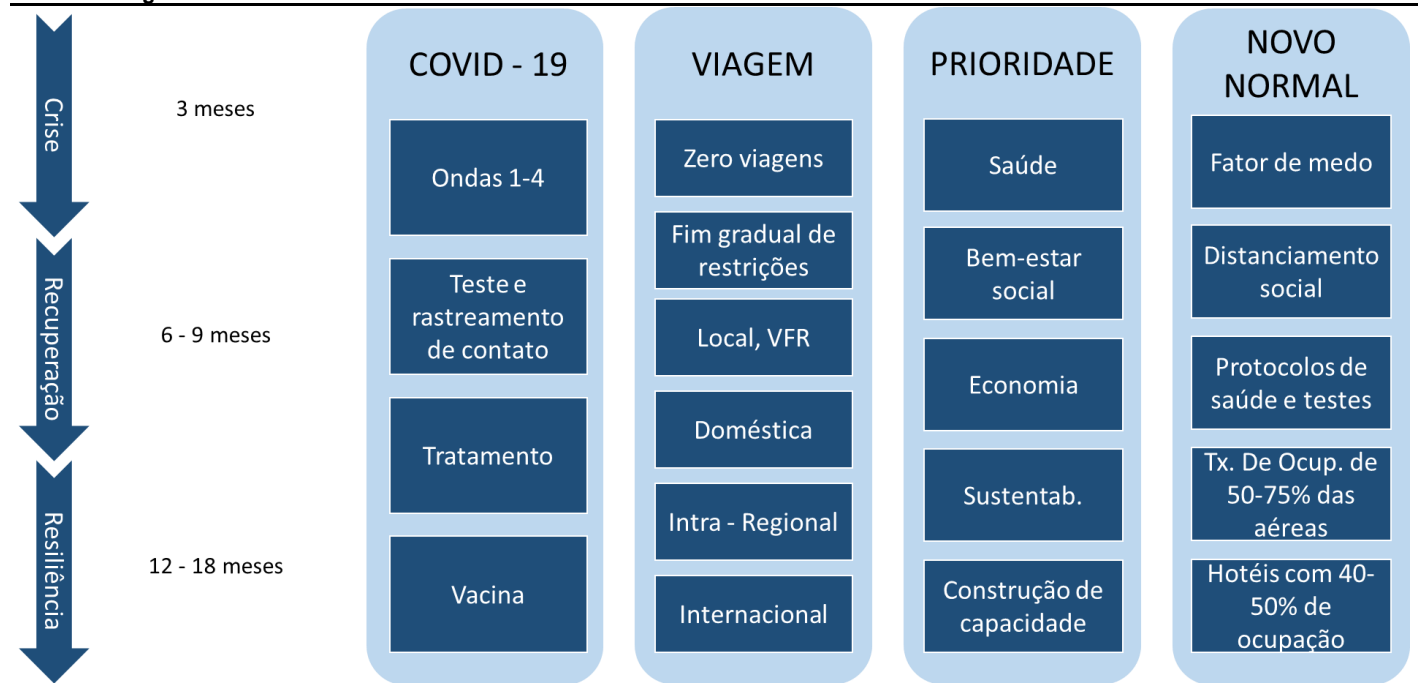 Crise
3 meses
Recuperação
6 - 9 meses
Resiliência
12 - 18 meses
COVID - 19
Ondas 1-4
Teste e
rastreamento
de contato
Tratamento
Vacina
VIAGEM
Zero viagens
Fim gradual de
restrições
Local, VFR
Doméstica
Intra - Regional
Internacional
PRIORIDADE
Saúde
Bem-estar
social
Economia
Sustentab.
Construção de
capacidade
NOVO
NORMAL
Fator de medo
Distanciamento
social
Protocolos de
saúde e testes
Tx. De Ocup. de
50-75% das
aéreas
Hotéis com 40-
50% de
ocupação